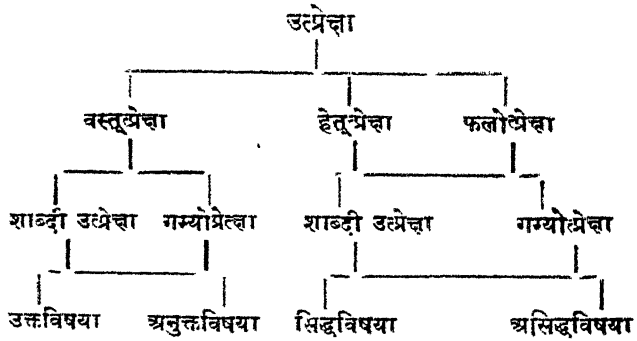 उत्प्रेक्षा
वस्तूत्प्रेक्षा हेतूत्प्रेक्षा फलोत्प्रेक्षा
शाब्दी उत्प्रेक्षा गम्योप्रेत्क्षा शाब्दी उत्प्रेक्षा गम्योत्प्रेक्षा
उक्तविषया अनुक्तविषया सिद्धविषया असिद्धविषया